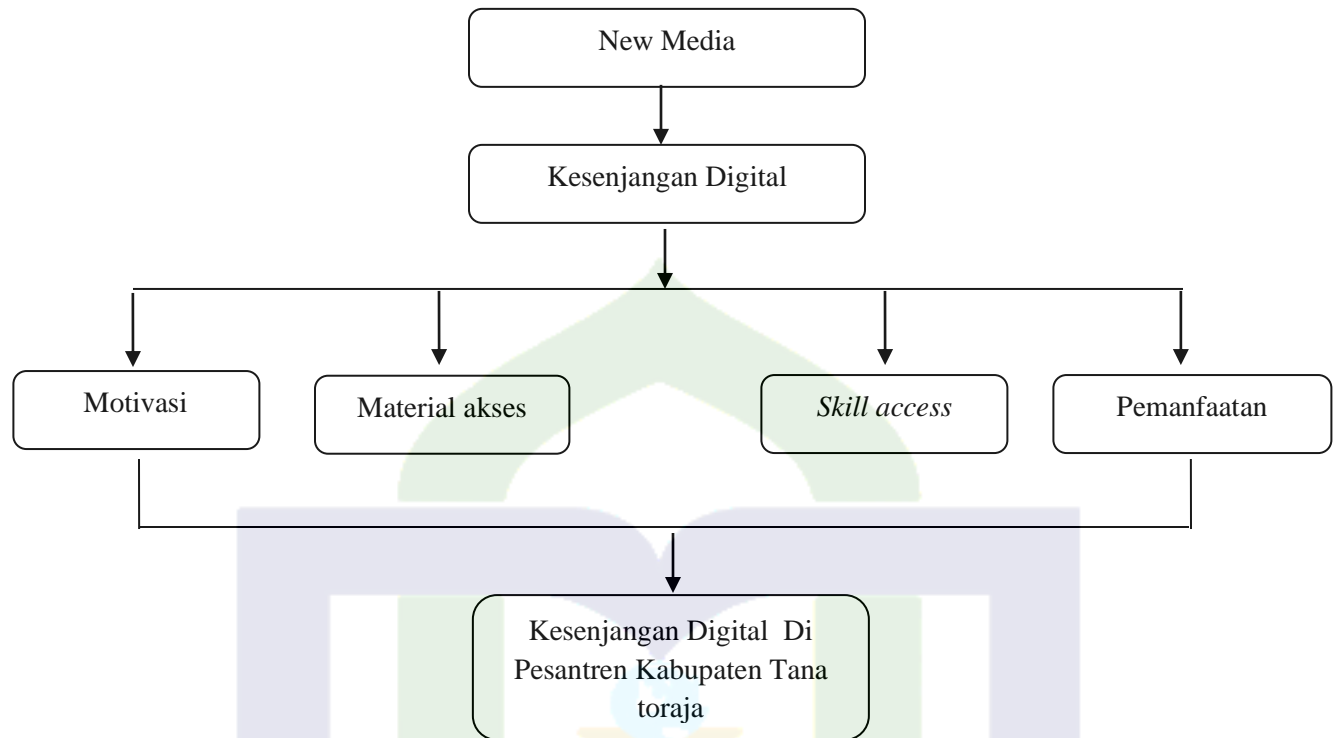 New Media
Kesenjangan Digital
Motivasi
Material akses
Skill access
Pemanfaatan
Kesenjangan Digital Di
Pesantren Kabupaten Tana
toraja